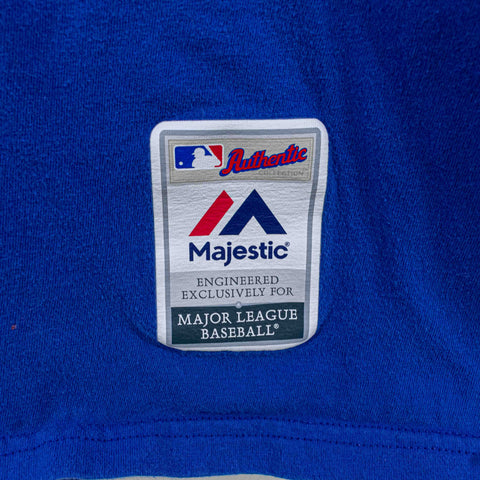 Authentic
COLLECTION
Majestic®
ENGINEERED
EXCLUSIVELY FOR
MAJOR LEAGUE
BASEBALL®